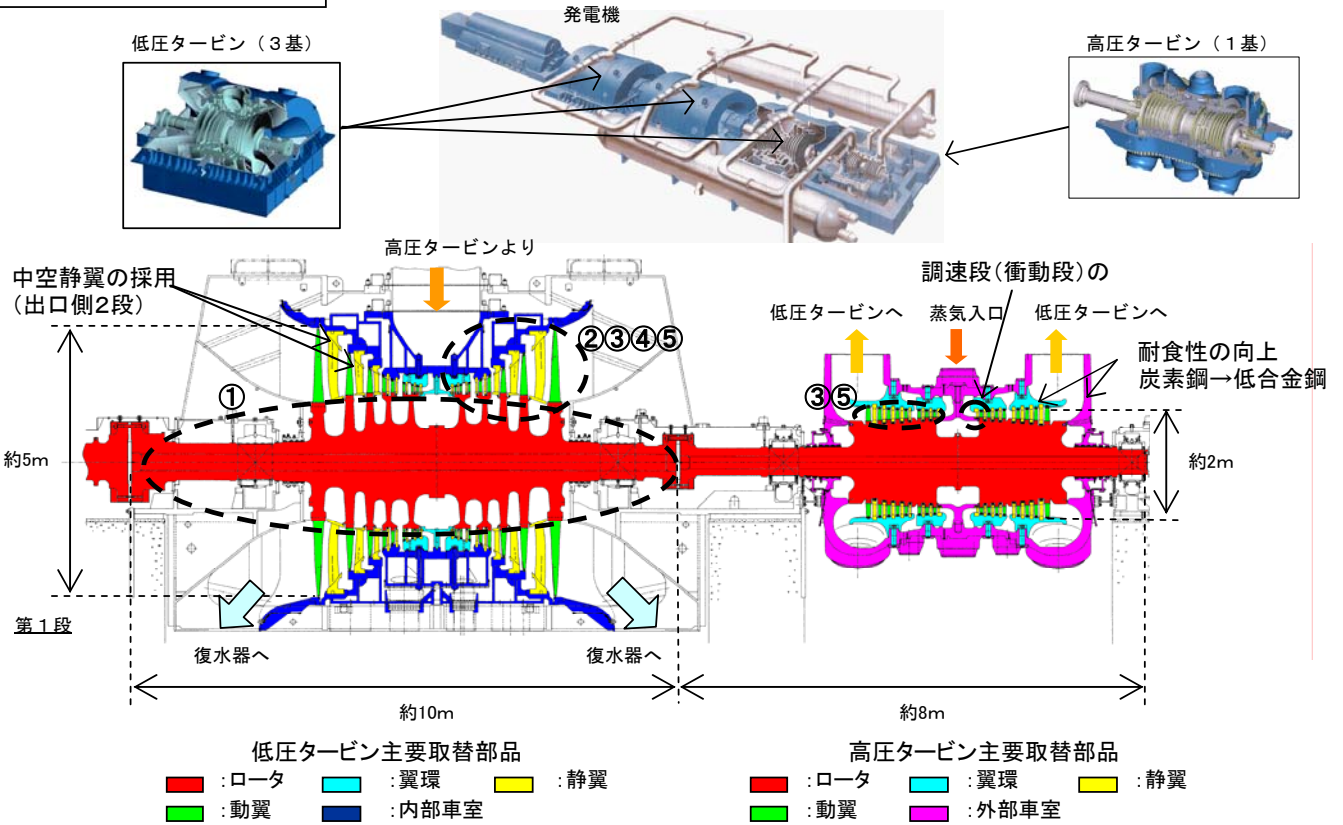 発電機
低圧タービン（３基）
高圧タービン（１基）
高圧タービンより
中空静翼の採用
（出口側2段）
調速段（衝動段）の
低圧タービンへ
蒸気入口
低圧タービンへ
②③④⑤
耐食性の向上
炭素鋼→低合金鋼
①
③⑤
約5m
約2m
第１段
復水器へ
復水器へ
約10m
約8m
低圧タービン主要取替部品
高圧タービン主要取替部品
:ロータ :翼環 :静翼
:ロータ :翼環 :静翼
:動翼 :内部車室
:動翼 :外部車室